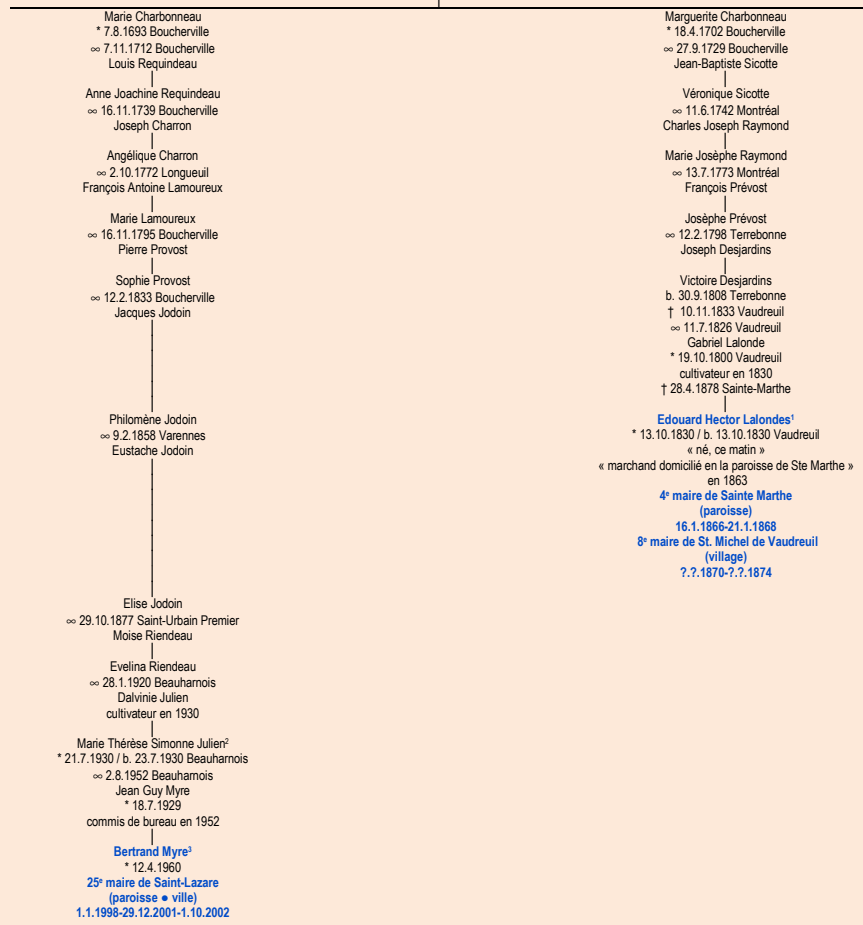 Marie Charbonneau
* 7.8.1693 Boucherville
∞ 7.11.1712 Boucherville
Louis Requindeau
Anne Joachine Requindeau
∞ 16.11.1739 Boucherville
Joseph Charron
Angélique Charron
∞ 2.10.1772 Longueuil
François Antoine Lamoureux
Marie Lamoureux
∞ 16.11.1795 Boucherville
Pierre Provost
Sophie Provost
∞ 12.2.1833 Boucherville
Jacques Jodoin
Philomène Jodoin
∞ 9.2.1858 Varennes
Eustache Jodoin
Elise Jodoin
∞ 29.10.1877 Saint-Urbain Premier
Moise Riendeau
Evelina Riendeau
∞ 28.1.1920 Beauharnois
Dalvinie Julien
cultivateur en 1930
Marie Thérèse Simonne Julien²
* 21.7.1930 / b. 23.7.1930 Beauharnois
∞ 2.8.1952 Beauharnois
Jean Guy Myre
* 18.7.1929
commis de bureau en 1952
Bertrand Myre³
* 12.4.1960
25e maire de Saint-Lazare
(paroisse ● ville)
1.1.1998-29.12.2001-1.10.2002
Marguerite Charbonneau
* 18.4.1702 Boucherville
∞ 27.9.1729 Boucherville
Jean-Baptiste Sicotte
Véronique Sicotte
∞ 11.6.1742 Montréal
Charles Joseph Raymond
Marie Josèphe Raymond
∞ 13.7.1773 Montréal
François Prévost
Josèphe Prévost
∞ 12.2.1798 Terrebonne
Joseph Desjardins
Victoire Desjardins
b. 30.9.1808 Terrebonne
† 10.11.1833 Vaudreuil
∞ 11.7.1826 Vaudreuil
Gabriel Lalonde
* 19.10.1800 Vaudreuil
cultivateur en 1830
† 28.4.1878 Sainte-Marthe
Edouard Hector Lalondes¹
* 13.10.1830 / b. 13.10.1830 Vaudreuil
« né, ce matin »
« marchand domicilié en la paroisse de Ste Marthe »
en 1863
4e maire de Sainte Marthe
(paroisse)
16.1.1866-21.1.1868
8e maire de St. Michel de Vaudreuil
(village)
?.?.1870-?.?.1874